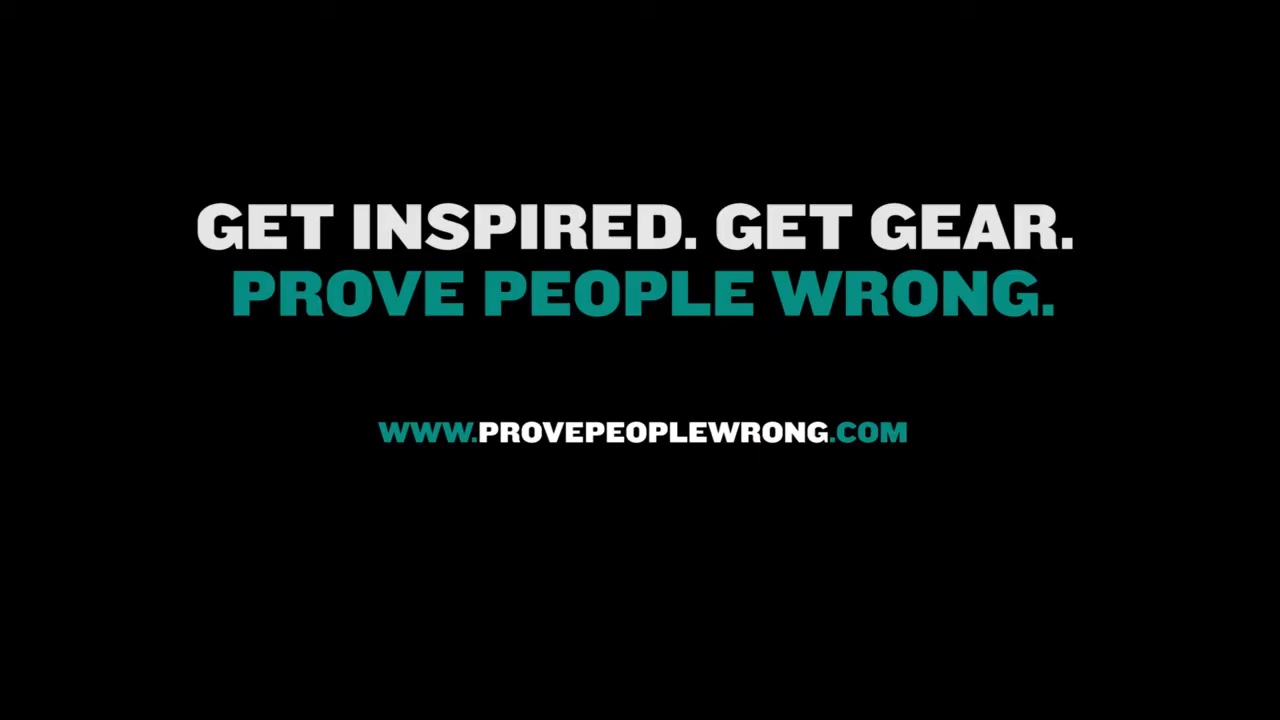 GET INSPIRED. GET GEAR.
PROVE PEOPLE WRONG.
WWW.PROVEPEOPLEWRONG.COM